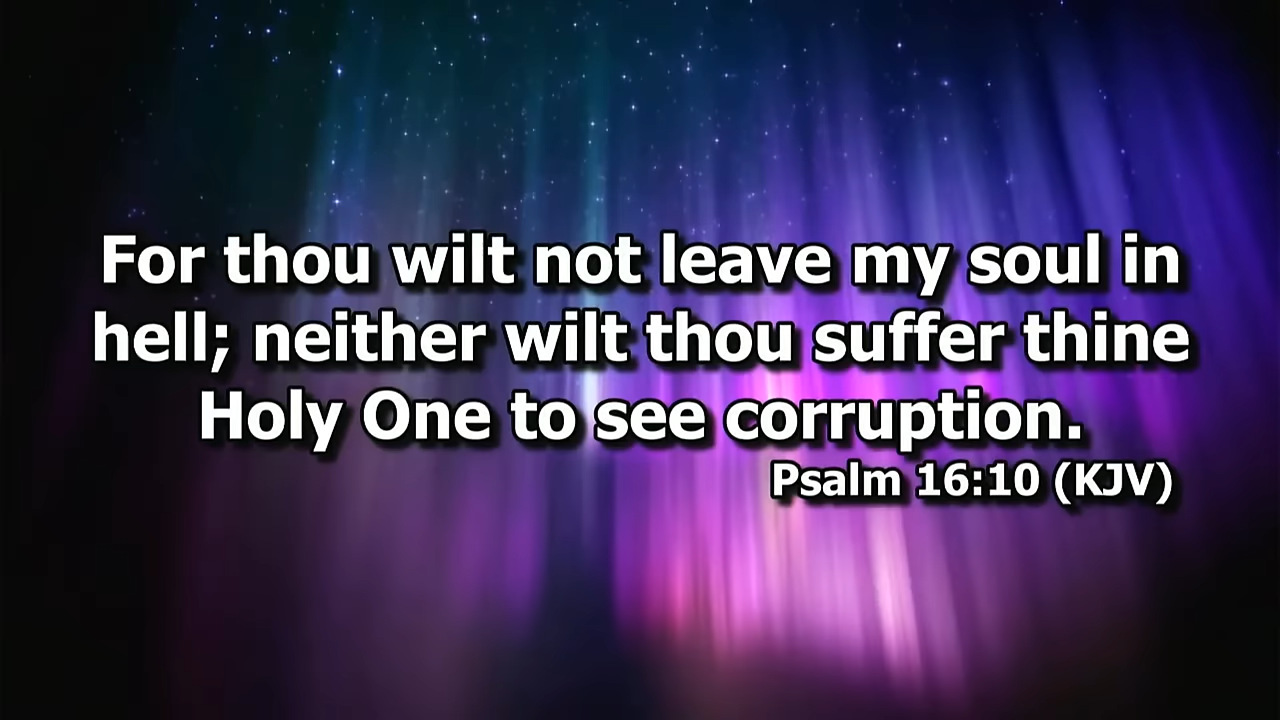 For thou wilt not leave my soul in
hell; neither wilt thou suffer thine
Holy One to see corruption.
Psalm 16:10 (KJV)